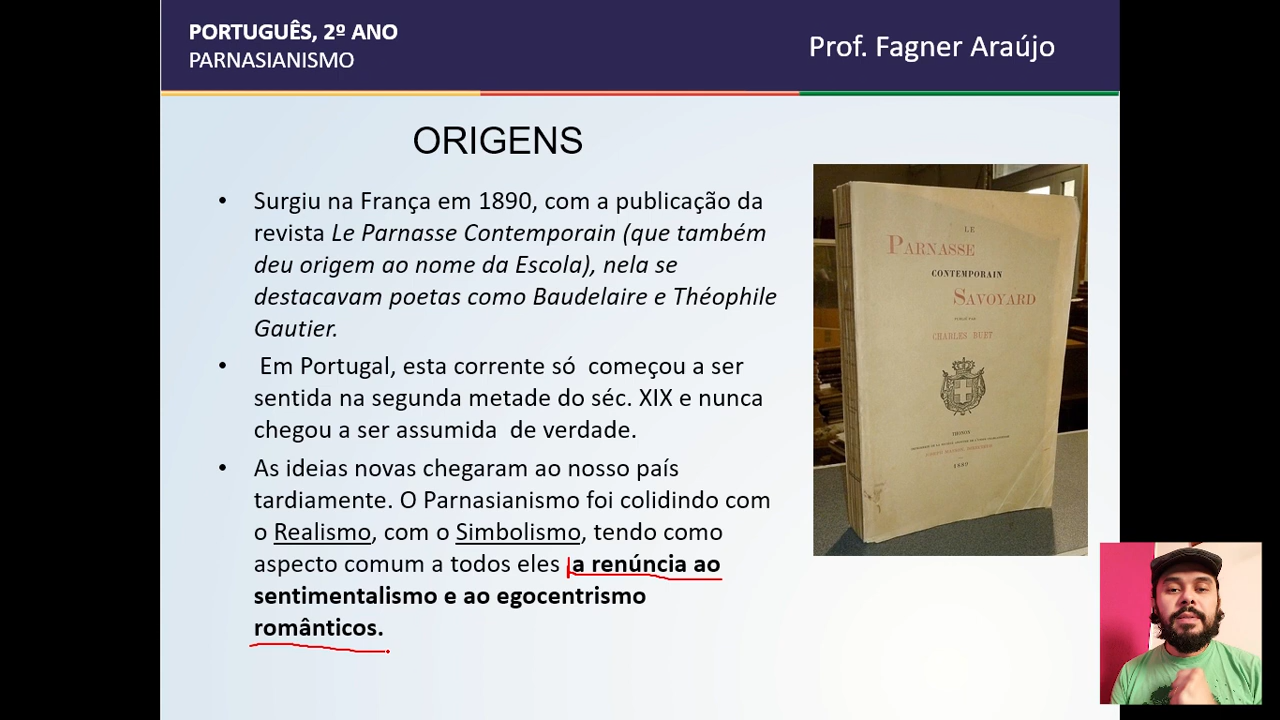 PORTUGUÊS, 2º ANO
PARNASIANISMO
Prof. Fagner Araújo
ORIGENS
• Surgiu na França em 1890, com a publicação da
revista Le Parnasse Contemporain (que também
deu origem ao nome da Escola), nela se
destacavam poetas como Baudelaire e Théophile
Gautier.
• Em Portugal, esta corrente só começou a ser
sentida na segunda metade do séc. XIX e nunca
chegou a ser assumida de verdade.
• As ideias novas chegaram ao nosso país
tardiamente. O Parnasianismo foi colidindo com
o Realismo, com o Simbolismo, tendo como
aspecto comum a todos eles a renúncia ao
sentimentalismo e ao egocentrismo
românticos.
LE
PARNASSE
CONTEMPORAIN
SAVOYARD
CHARLES BUET
THONON
1889